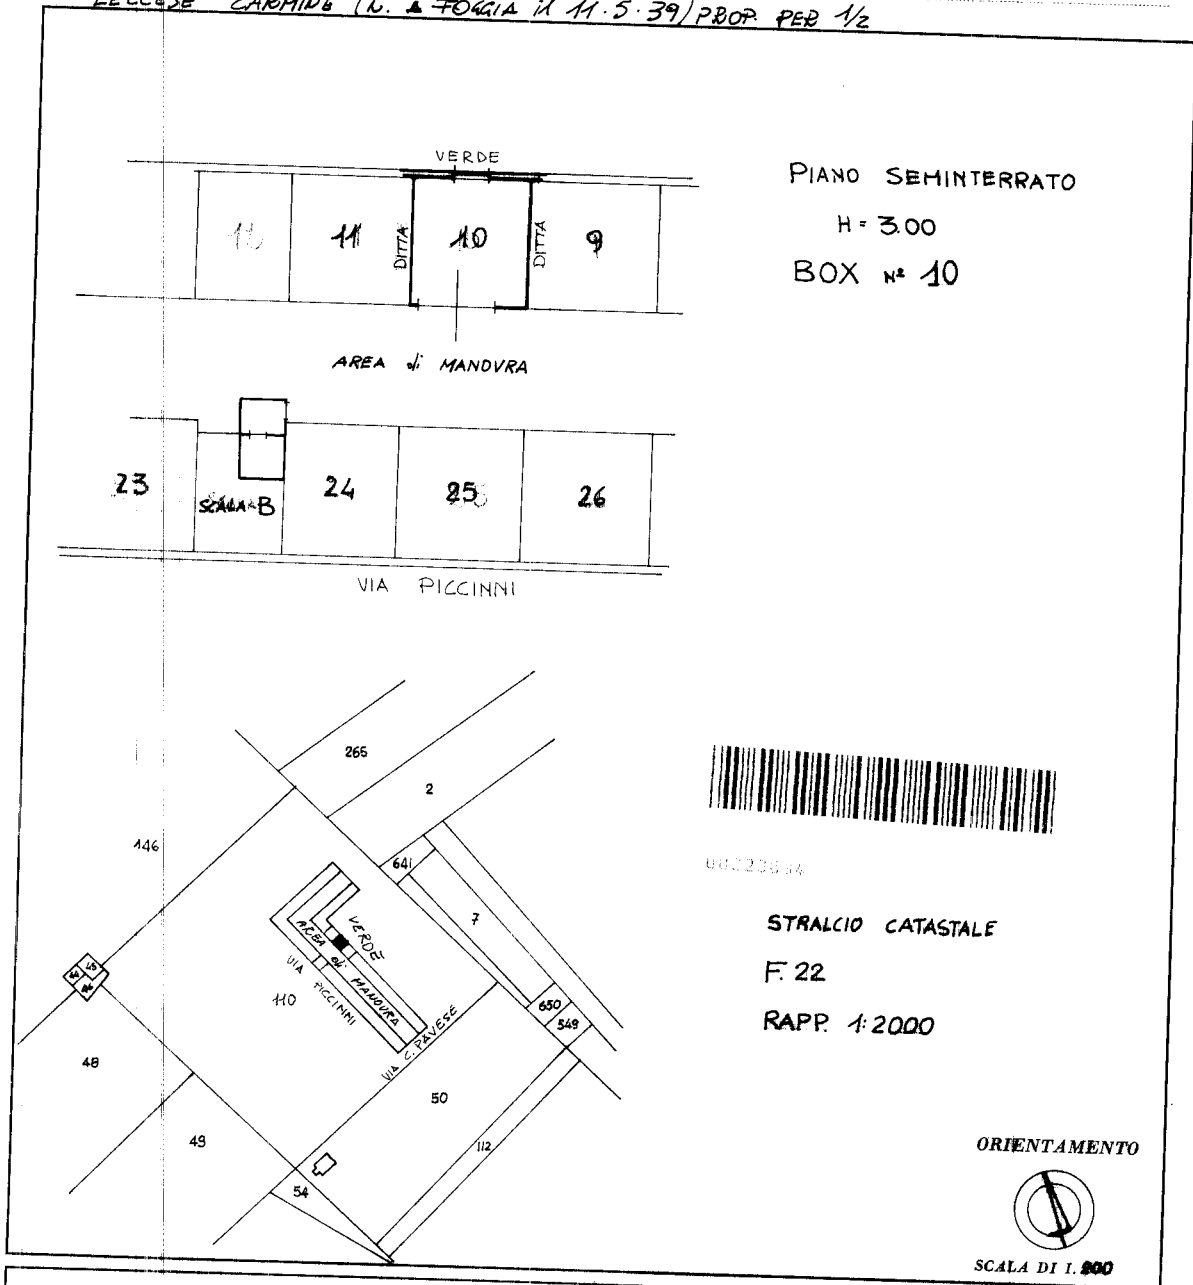 CARMINE (N. a FOGGIA il 11.5.39) PROP. PER 1/2
PIANO SEMINTERRATO
H = 3.00
BOX N° 10
VERDE
11
DITTA
10
DITTA
9
AREA di MANOVRA
23
SCALA B
24
25
26
VIA PICCINNI
265
2
146
641
7
VERDE
AREA di MANOVRA
VIA PICCINNI
110
VIA C. PAVESE
650
549
48
50
49
112
54
STRALCIO CATASTALE
F. 22
RAPP. 1:2000
ORIENTAMENTO
SCALA DI 1.200